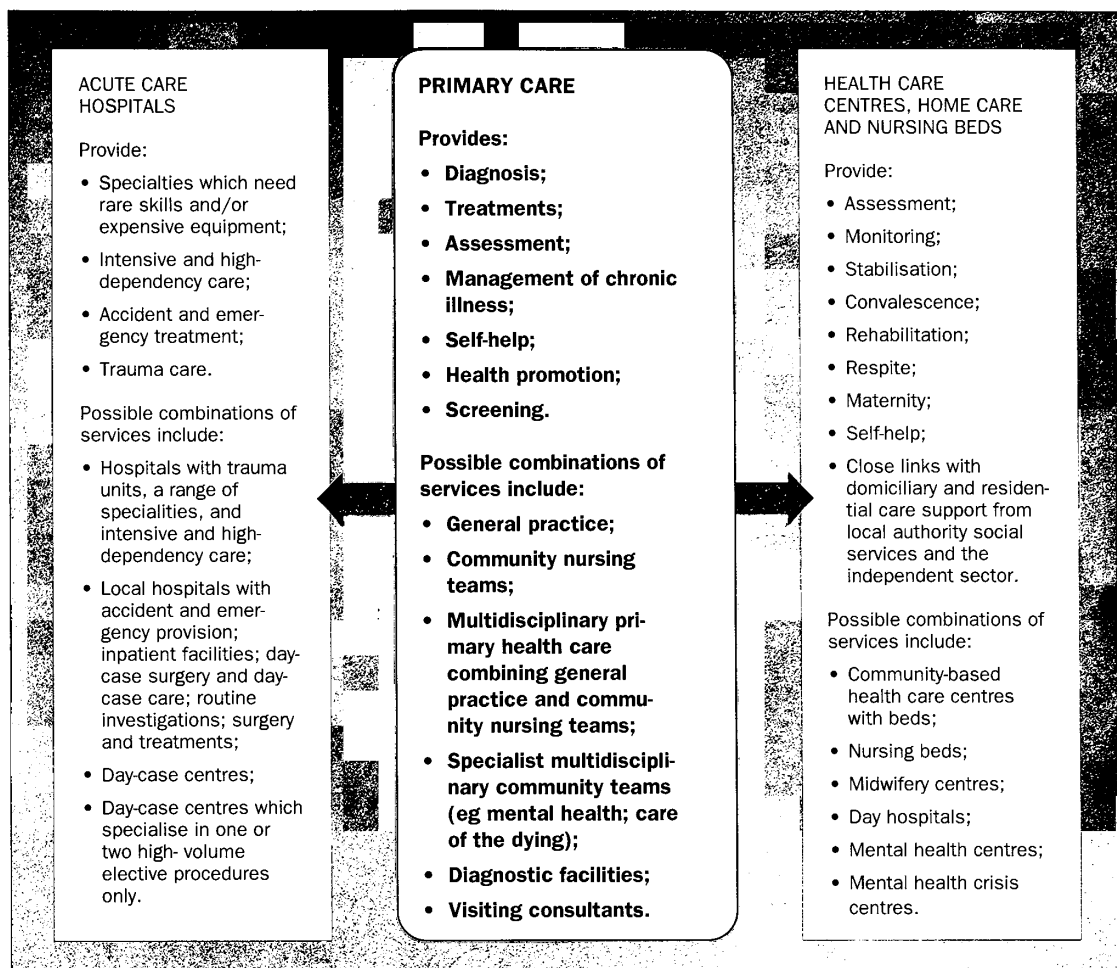 ACUTE CARE
HOSPITALS
Provide:
• Specialties which need
rare skills and/or
expensive equipment;
• Intensive and high-
dependency care;
• Accident and emer-
gency treatment;
• Trauma care.
Possible combinations of
services include:
• Hospitals with trauma
units, a range of
specialities, and
intensive and high-
dependency care;
• Local hospitals with
accident and emer-
gency provision;
inpatient facilities; day-
case surgery and day-
case care; routine
investigations; surgery
and treatments;
• Day-case centres;
• Day-case centres which
specialise in one or
two high- volume
elective procedures
only.
PRIMARY CARE
Provides:
• Diagnosis;
• Treatments;
• Assessment;
• Management of chronic
illness;
• Self-help;
• Health promotion;
• Screening.
Possible combinations of
services include:
• General practice;
• Community nursing
teams;
• Multidisciplinary pri-
mary health care
combining general
practice and commu-
nity nursing teams;
• Specialist multidiscipli-
nary community teams
(eg mental health; care
of the dying);
• Diagnostic facilities;
• Visiting consultants.
HEALTH CARE
CENTRES, HOME CARE
AND NURSING BEDS
Provide:
• Assessment;
• Monitoring;
• Stabilisation;
• Convalescence;
• Rehabilitation;
• Respite;
• Maternity;
• Self-help;
• Close links with
domiciliary and residen-
tial care support from
local authority social
services and the
independent sector.
Possible combinations of
services include:
• Community-based
health care centres
with beds;
• Nursing beds;
• Midwifery centres;
• Day hospitals;
• Mental health centres;
• Mental health crisis
centres.